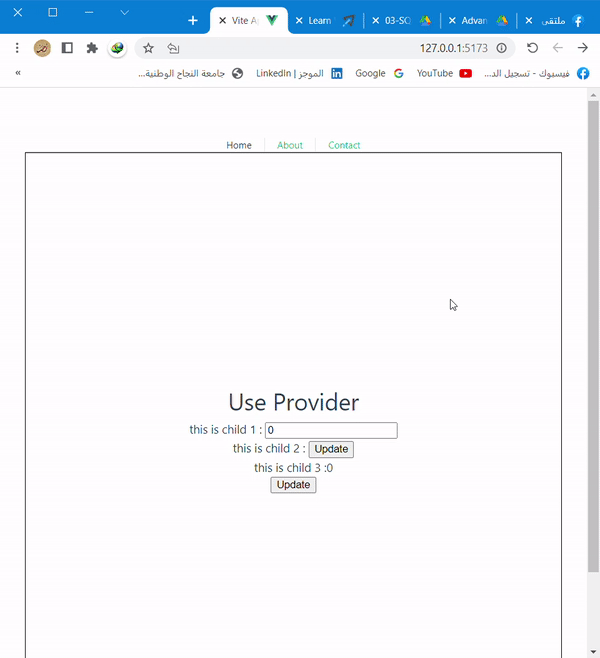 Vite A
Learn
03-SO
Advan
ملتقى
127.0.0.1:5173
فيسبوك - تسجيل الد...
YouTube
Google
الموجز | LinkedIn
جامعة النجاح الوطنية...
«
Home
About
Contact
Use Provider
this is child 1 : 0
this is child 2 : Update
this is child 3 :0
Update